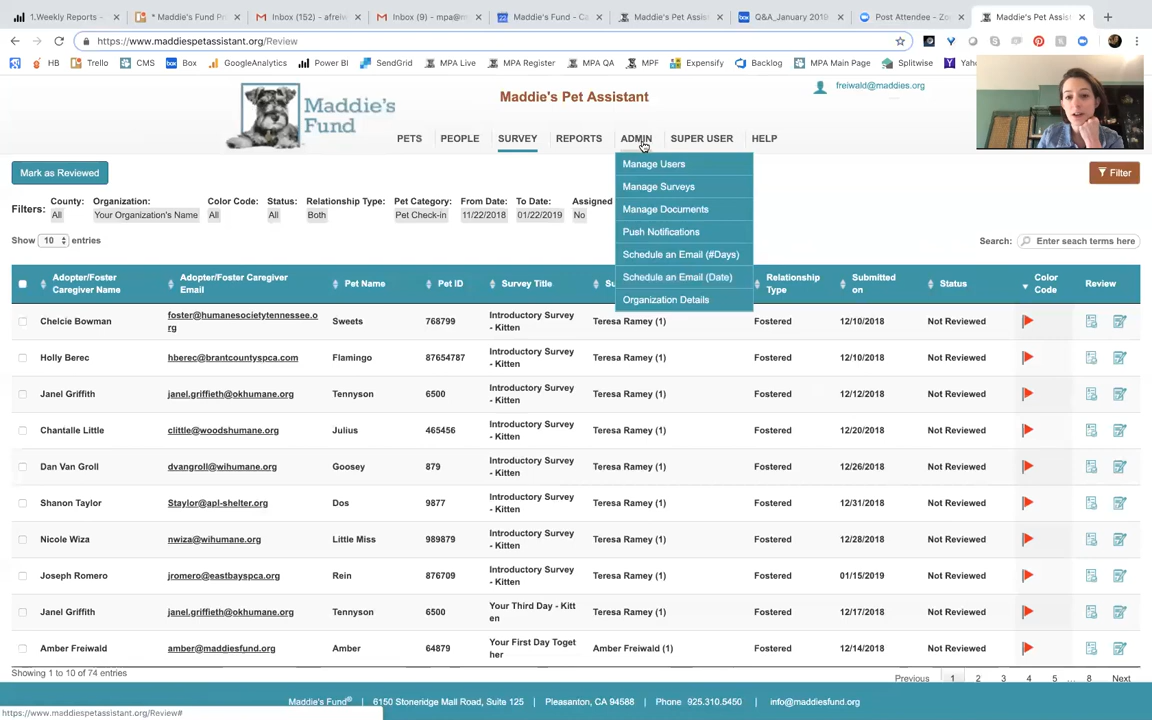 1.Weekly Reports -
* Maddie's Fund Pr
Inbox (152) - afreiw
Inbox (9) - mpa@m
Maddie's Fund - Ca
Maddie's Pet Assist
Q&A_January 2019.
Post Attendee - Zo
Maddie's Pet Assist
https://www.maddiespetassistant.org/Review
HB Trello CMS Box GoogleAnalytics Power BI SendGrid MPA Live MPA Register MPA QA MPF Expensify Backlog MPA Main Page Splitwise Yah
Maddie's Fund
Maddie's Pet Assistant
freiwald@maddies.org
PETS PEOPLE SURVEY REPORTS ADMIN SUPER USER HELP
Manage Users
Manage Surveys
Manage Documents
Push Notifications
Schedule an Email (#Days)
Schedule an Email (Date)
Organization Details
Mark as Reviewed
Filter
Filters:
County: Organization: Color Code: Status: Relationship Type: Pet Category: From Date: To Date: Assigned
All Your Organization's Name All All Both Pet Check-in 11/22/2018 01/22/2019 No
Show 10 entries
Search: Enter seach terms here
Adopter/Foster Caregiver Name
Adopter/Foster Caregiver Email
Pet Name
Pet ID
Survey Title
Su
Relationship Type
Submitted on
Status
Color Code
Review
Chelcie Bowman foster@humanesocietytennessee.o rg Sweets 768799 Introductory Survey - Kitten Teresa Ramey (1) Fostered 12/10/2018 Not Reviewed
Holly Berec hberec@brantcountyspca.com Flamingo 87654787 Introductory Survey - Kitten Teresa Ramey (1) Fostered 12/10/2018 Not Reviewed
Janel Griffith janel.griffieth@okhumane.org Tennyson 6500 Introductory Survey - Kitten Teresa Ramey (1) Fostered 12/12/2018 Not Reviewed
Chantalle Little clittle@woodshumane.org Julius 465456 Introductory Survey - Kitten Teresa Ramey (1) Fostered 12/20/2018 Not Reviewed
Dan Van Groll dvangroll@wihumane.org Goosey 879 Introductory Survey - Kitten Teresa Ramey (1) Fostered 12/26/2018 Not Reviewed
Shanon Taylor Staylor@apl-shelter.org Dos 9877 Introductory Survey - Kitten Teresa Ramey (1) Fostered 12/31/2018 Not Reviewed
Nicole Wiza nwiza@wihumane.org Little Miss 989879 Introductory Survey - Kitten Teresa Ramey (1) Fostered 12/28/2018 Not Reviewed
Joseph Romero jromero@eastbayspca.org Rein 876709 Introductory Survey - Kitten Teresa Ramey (1) Fostered 01/15/2019 Not Reviewed
Janel Griffith janel.griffieth@okhumane.org Tennyson 6500 Your Third Day - Kitt en Teresa Ramey (1) Fostered 12/17/2018 Not Reviewed
Amber Freiwald amber@maddiesfund.org Amber 64879 Your First Day Toget her Amber Freiwald (1) Fostered 12/14/2018 Not Reviewed
Showing 1 to 10 of 74 entries
Previous 1 2 3 4 5 ... 8 Next
Maddie's Fund® | 6150 Stoneridge Mall Road, Suite 125 | Pleasanton, CA 94588 | Phone 925.310.5450 | info@maddiesfund.org
https://www.maddiespetassistant.org/Review#